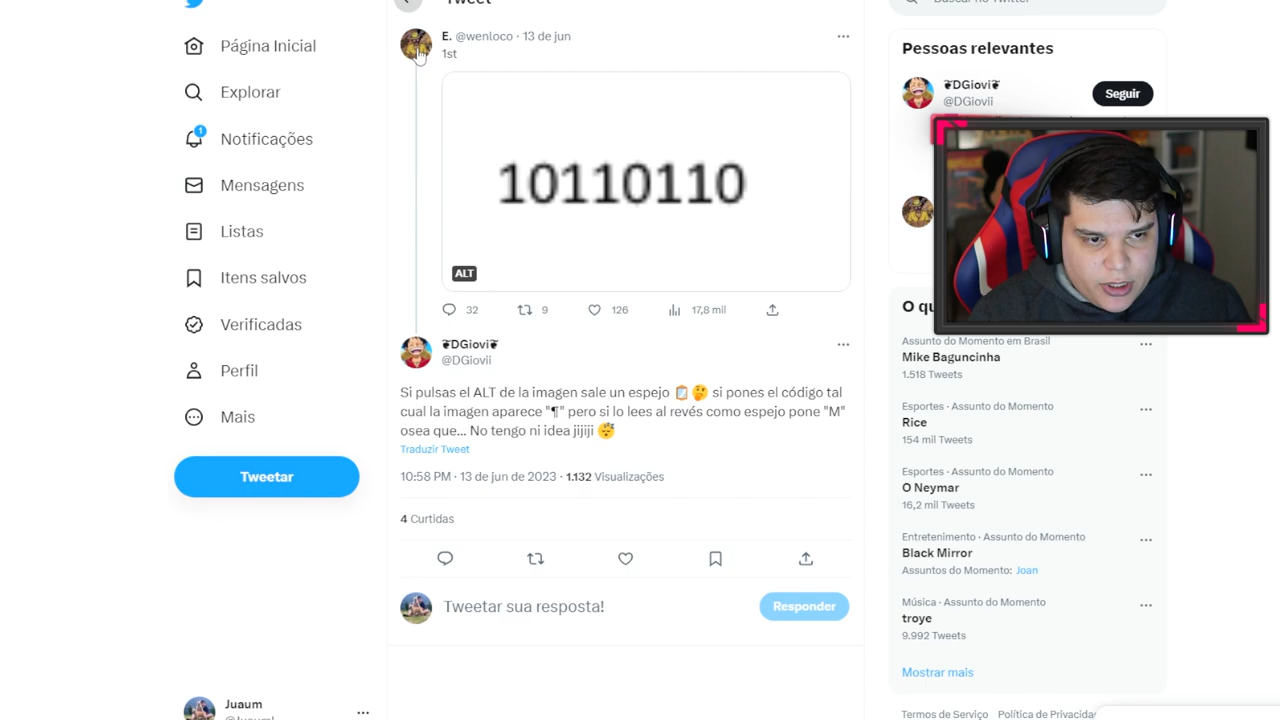 Tweet
Buscar no Twitter
Página Inicial
Explorar
1
Notificações
Mensagens
Listas
Itens salvos
Verificadas
Perfil
Mais
Tweetar
Juaum
E. @wenloco · 13 de jun
1st
10110110
ALT
32 9 126 17,8 mil
❦DGiovi❦
@DGiovii
Si pulsas el ALT de la imagen sale un espejo 📋🤔 si pones el código tal
cual la imagen aparece "¶" pero si lo lees al revés como espejo pone "M"
osea que... No tengo ni idea jijiji 😴
Traduzir Tweet
10:58 PM · 13 de jun de 2023 · 1.132 Visualizações
4 Curtidas
Tweetar sua resposta!
Responder
Pessoas relevantes
❦DGiovi❦
@DGiovii
Seguir
O
Assunto do Momento em Brasil
Mike Baguncinha
1.518 Tweets
Esportes · Assunto do Momento
Rice
154 mil Tweets
Esportes · Assunto do Momento
O Neymar
16,2 mil Tweets
Entretenimento · Assunto do Momento
Black Mirror
Assuntos do Momento: Joan
Música · Assunto do Momento
troye
9.992 Tweets
Mostrar mais
Termos de Serviço Política de Privacidade